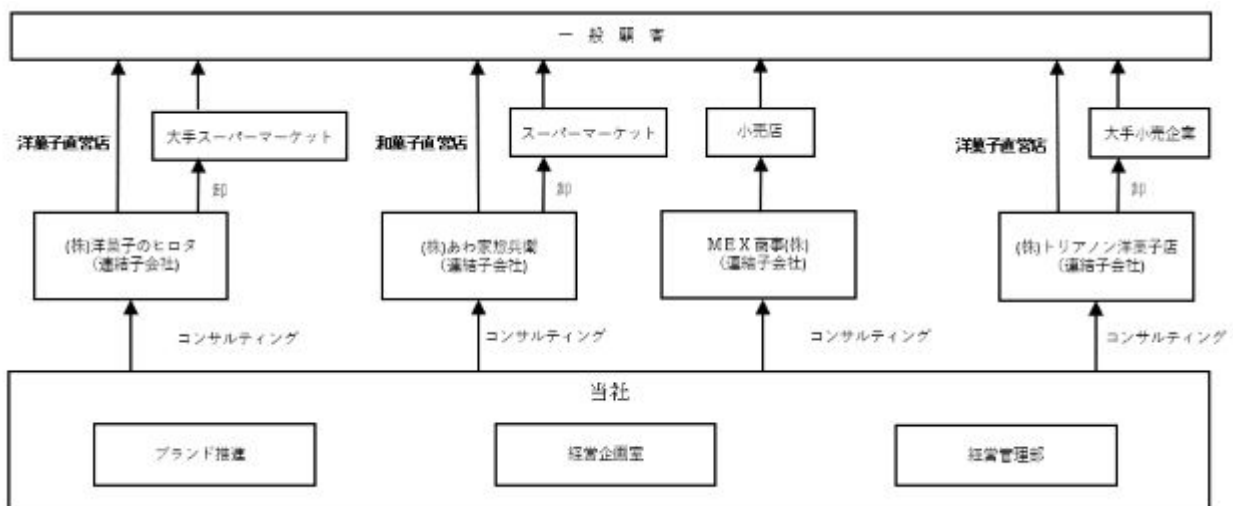 一般顧客
大手スーパーマーケット
スーパーマーケット
小売店
大手小売企業
洋菓子直営店
和菓子直営店
洋菓子直営店
卸
卸
卸
(株)洋菓子のヒロタ
(連結子会社)
(株)あわ家惣兵衛
(連結子会社)
MEX商事(株)
(連結子会社)
(株)トリアノン洋菓子店
(連結子会社)
コンサルティング
コンサルティング
コンサルティング
コンサルティング
当社
ブランド推進
経営企画室
経営管理部